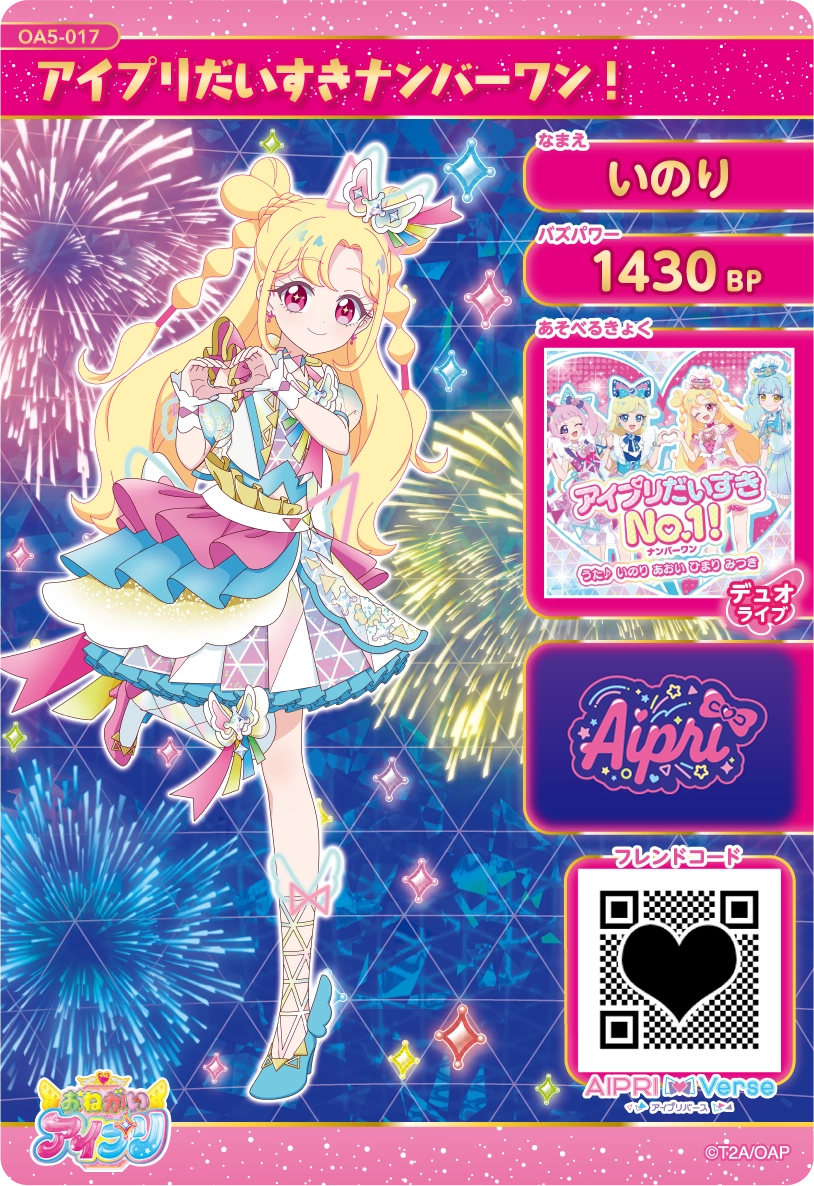 OA5-017
アイプリだいすきナンバーワン！
なまえ
いのり
バズパワー
1430 BP
あそべるきょく
アイプリだいすき
No.1!
ナンバーワン
うた♪ いのり あおい ひまり みつき
デュオ
ライブ
Aipri
フレンドコード
AIPRI Verse
アイプリバース
おねがい
アイプリ
©T2A/OAP